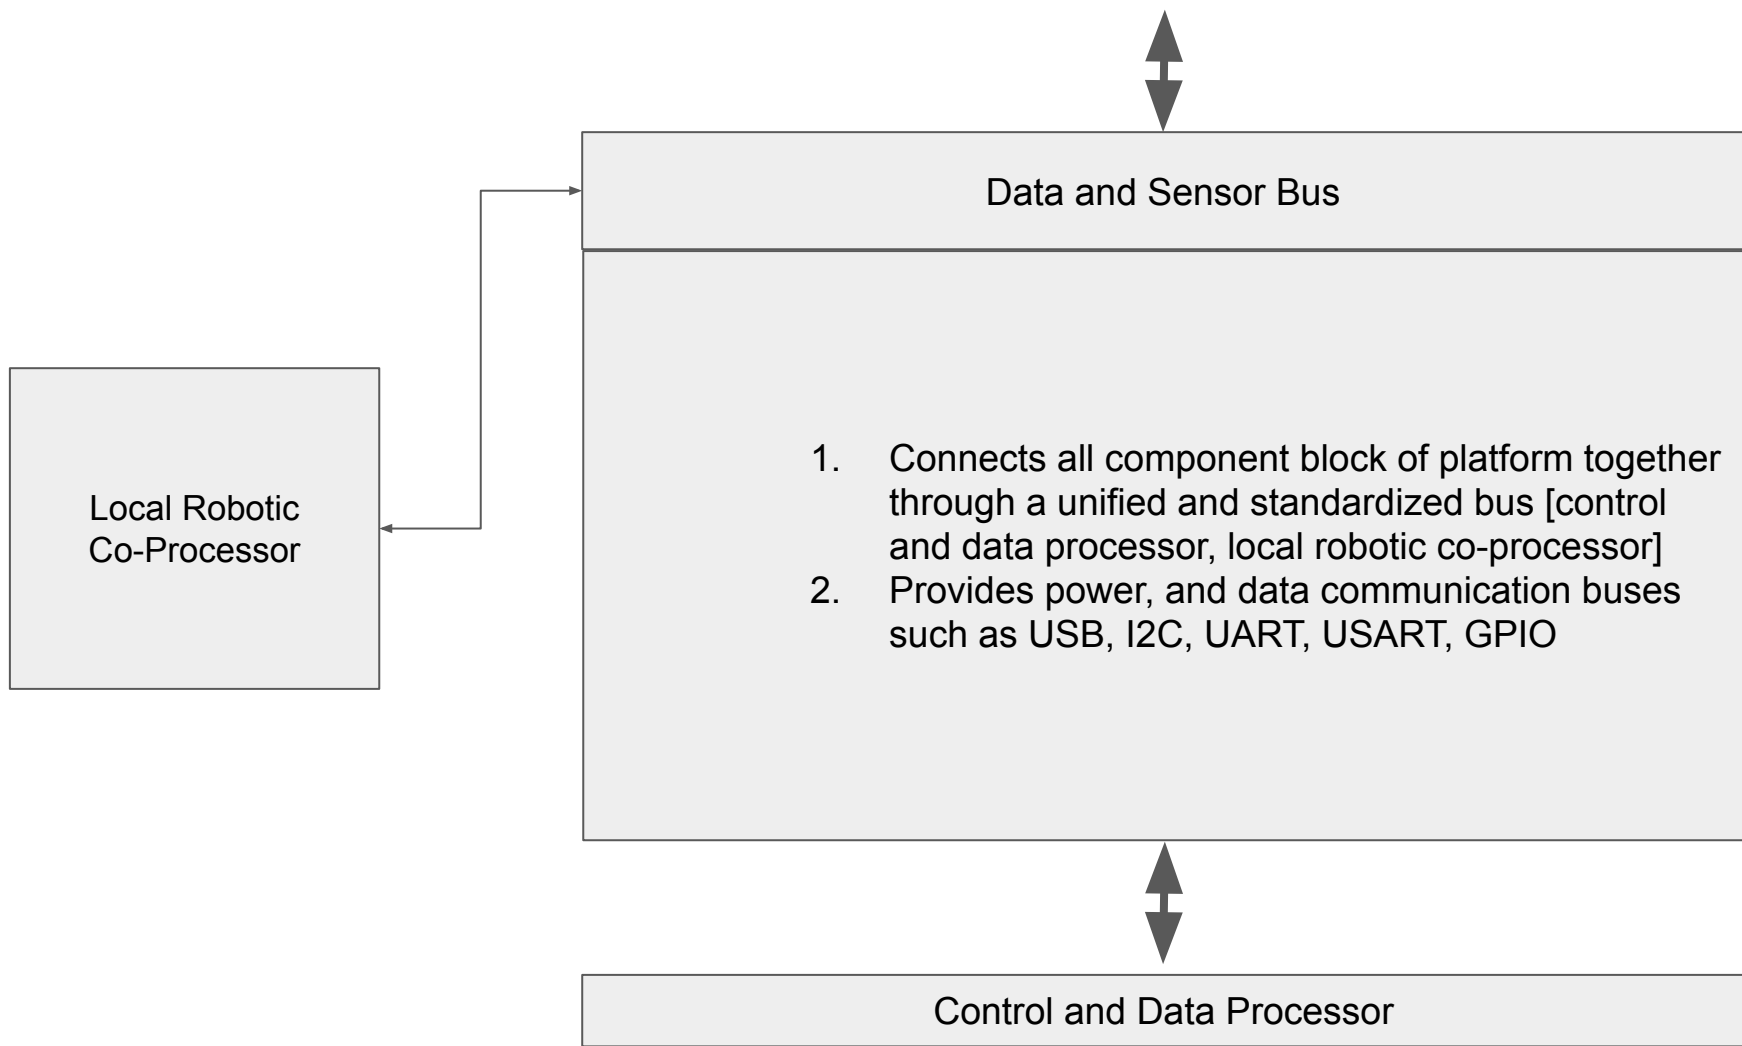 Data and Sensor Bus
Local Robotic
Co-Processor
1. Connects all component block of platform together
through a unified and standardized bus [control
and data processor, local robotic co-processor]
2. Provides power, and data communication buses
such as USB, I2C, UART, USART, GPIO
Control and Data Processor